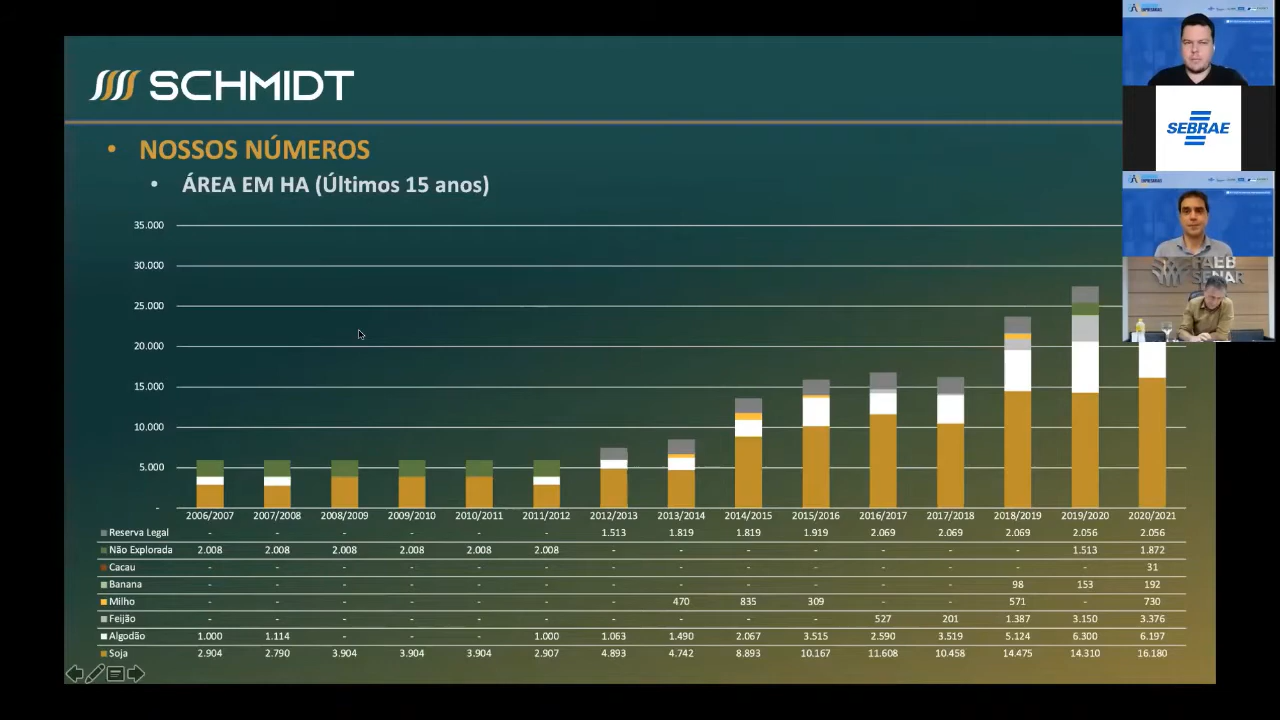 SCHMIDT
• NOSSOS NÚMEROS
• ÁREA EM HA (Últimos 15 anos)
35.000
30.000
25.000
20.000
15.000
10.000
5.000
-
2006/2007 2007/2008 2008/2009 2009/2010 2010/2011 2011/2012 2012/2013 2013/2014 2014/2015 2015/2016 2016/2017 2017/2018 2018/2019 2019/2020 2020/2021
Reserva Legal - - - - - - 1.513 1.819 1.819 1.919 2.069 2.069 2.069 2.056 2.056
Não Explorada 2.008 2.008 2.008 2.008 2.008 2.008 - - - - - - - 1.513 1.872
Cacau - - - - - - - - - - - - - - 31
Banana - - - - - - - - - - - - 98 153 192
Milho - - - - - - - 470 835 309 - - 571 - 730
Feijão - - - - - - - - - - 527 201 1.387 3.150 3.376
Algodão 1.000 1.114 - - - 1.000 1.063 1.490 2.067 3.515 2.590 3.519 5.124 6.300 6.197
Soja 2.904 2.790 3.904 3.904 3.904 2.907 4.893 4.742 8.893 10.167 11.608 10.458 14.475 14.310 16.180
SEBRAE
FAEB
SENAR